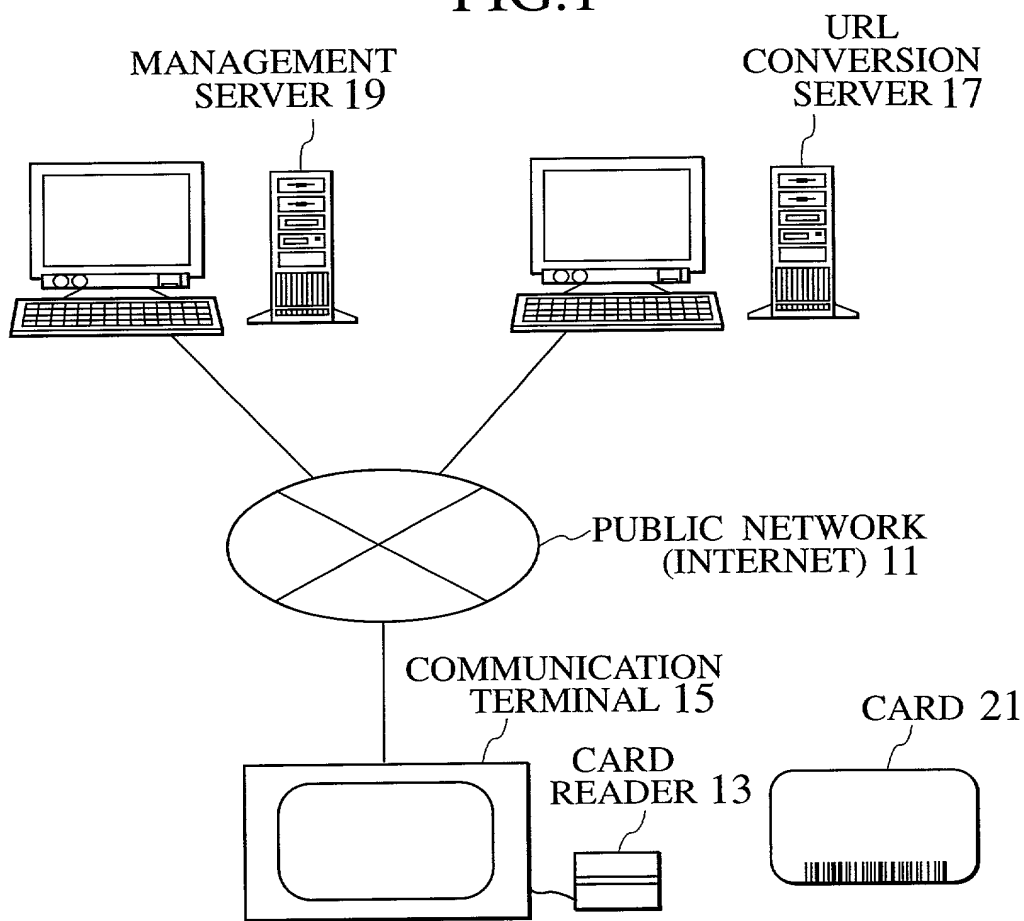 FIG.1
MANAGEMENT
SERVER 19
URL
CONVERSION
SERVER 17
PUBLIC NETWORK
(INTERNET) 11
COMMUNICATION
TERMINAL 15
CARD
READER 13
CARD 21